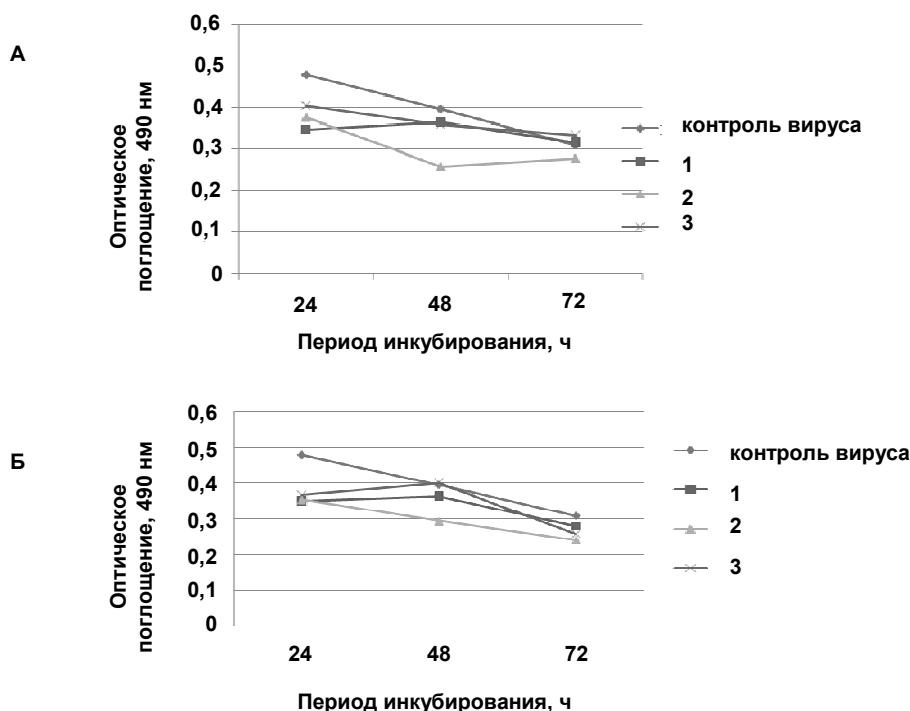 А
Оптическое
поглощение, 490 нм
0,6
0,5
0,4
0,3
0,2
0,1
0
24 48 72
Период инкубирования, ч
контроль вируса
1
2
3
Б
Оптическое
поглощение, 490 нм
0,6
0,5
0,4
0,3
0,2
0,1
0
24 48 72
Период инкубирования, ч
контроль вируса
1
2
3